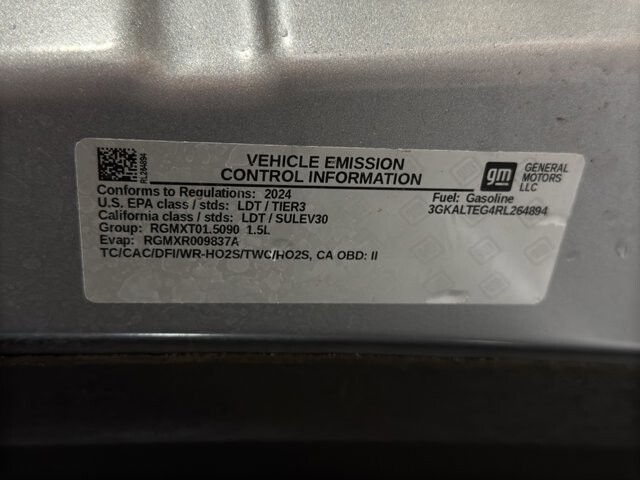 RL264894
VEHICLE EMISSION
CONTROL INFORMATION
gm
GENERAL
MOTORS
LLC
Conforms to Regulations: 2024
U.S. EPA class / stds: LDT / TIER3
California class / stds: LDT / SULEV30
Group: RGMXT01.5090 1.5L
Evap: RGMXR009837A
TC/CAC/DFI/WR-HO2S/TWC/HO2S, CA OBD: II
Fuel: Gasoline
3GKALTEG4RL264894